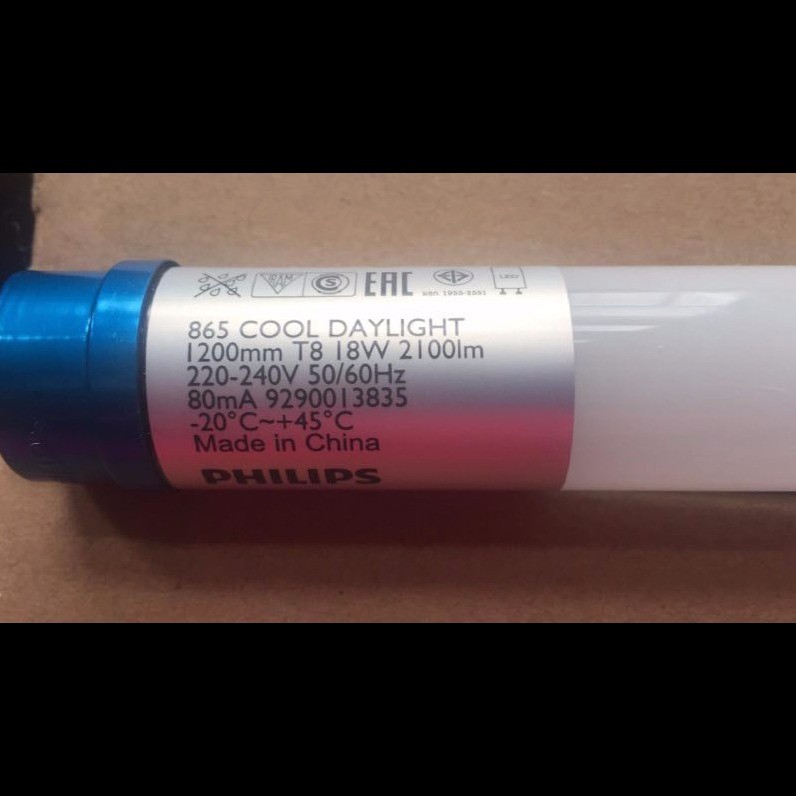 EAC
865 COOL DAYLIGHT
1200mm T8 18W 2100lm
220-240V 50/60Hz
80mA 9290013835
-20°C~+45°C
Made in China
PHILIPS